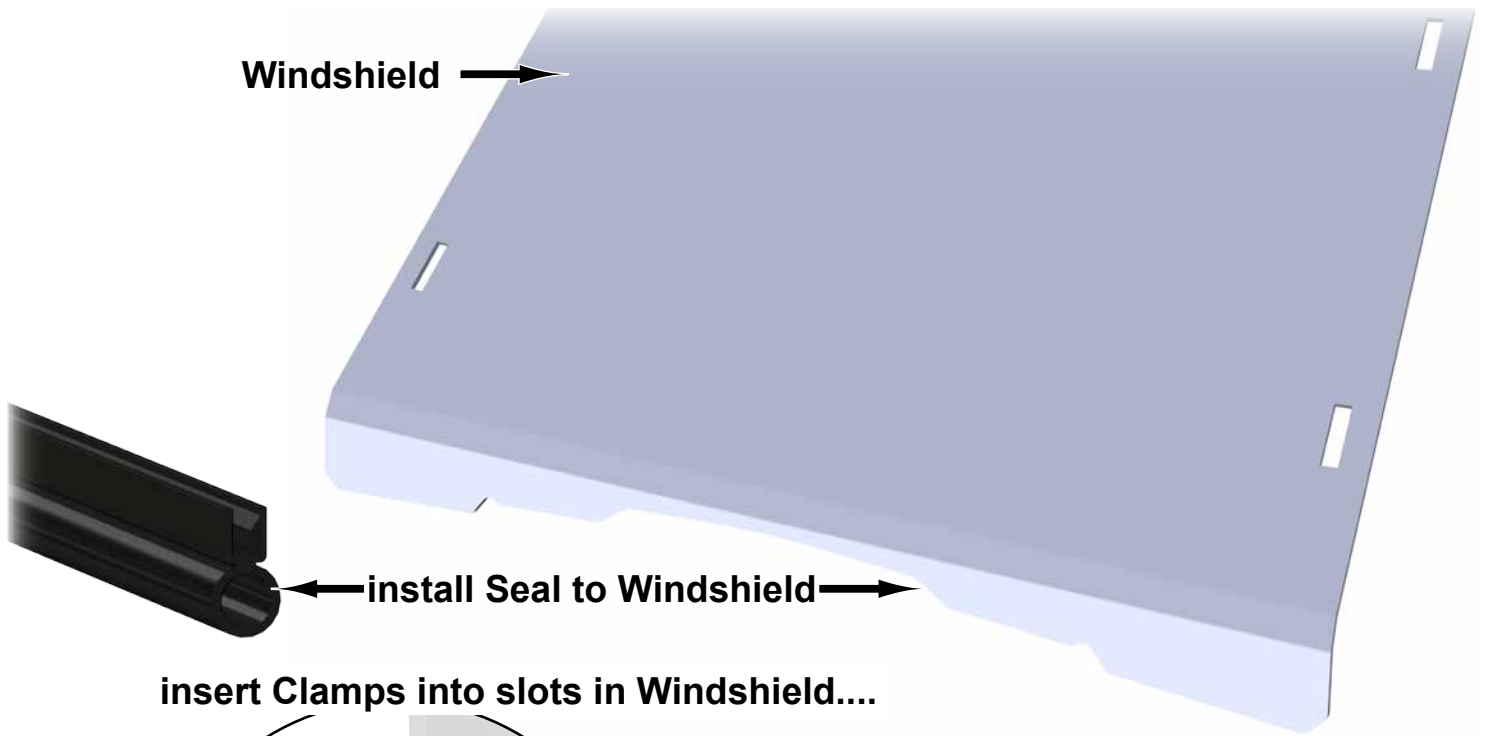 Windshield
install Seal to Windshield
insert Clamps into slots in Windshield....